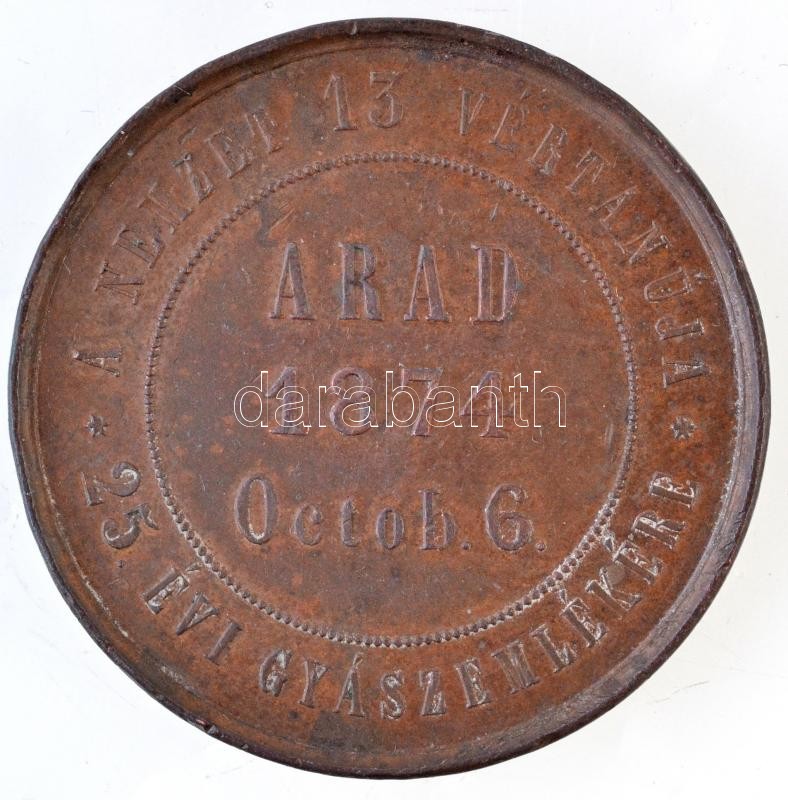 A NEMZET 13 VÉRTANÚJA
* 25 ÉVI GYÁSZEMLÉKÉRE *
ARAD
1874
Octob. 6.
darabanth